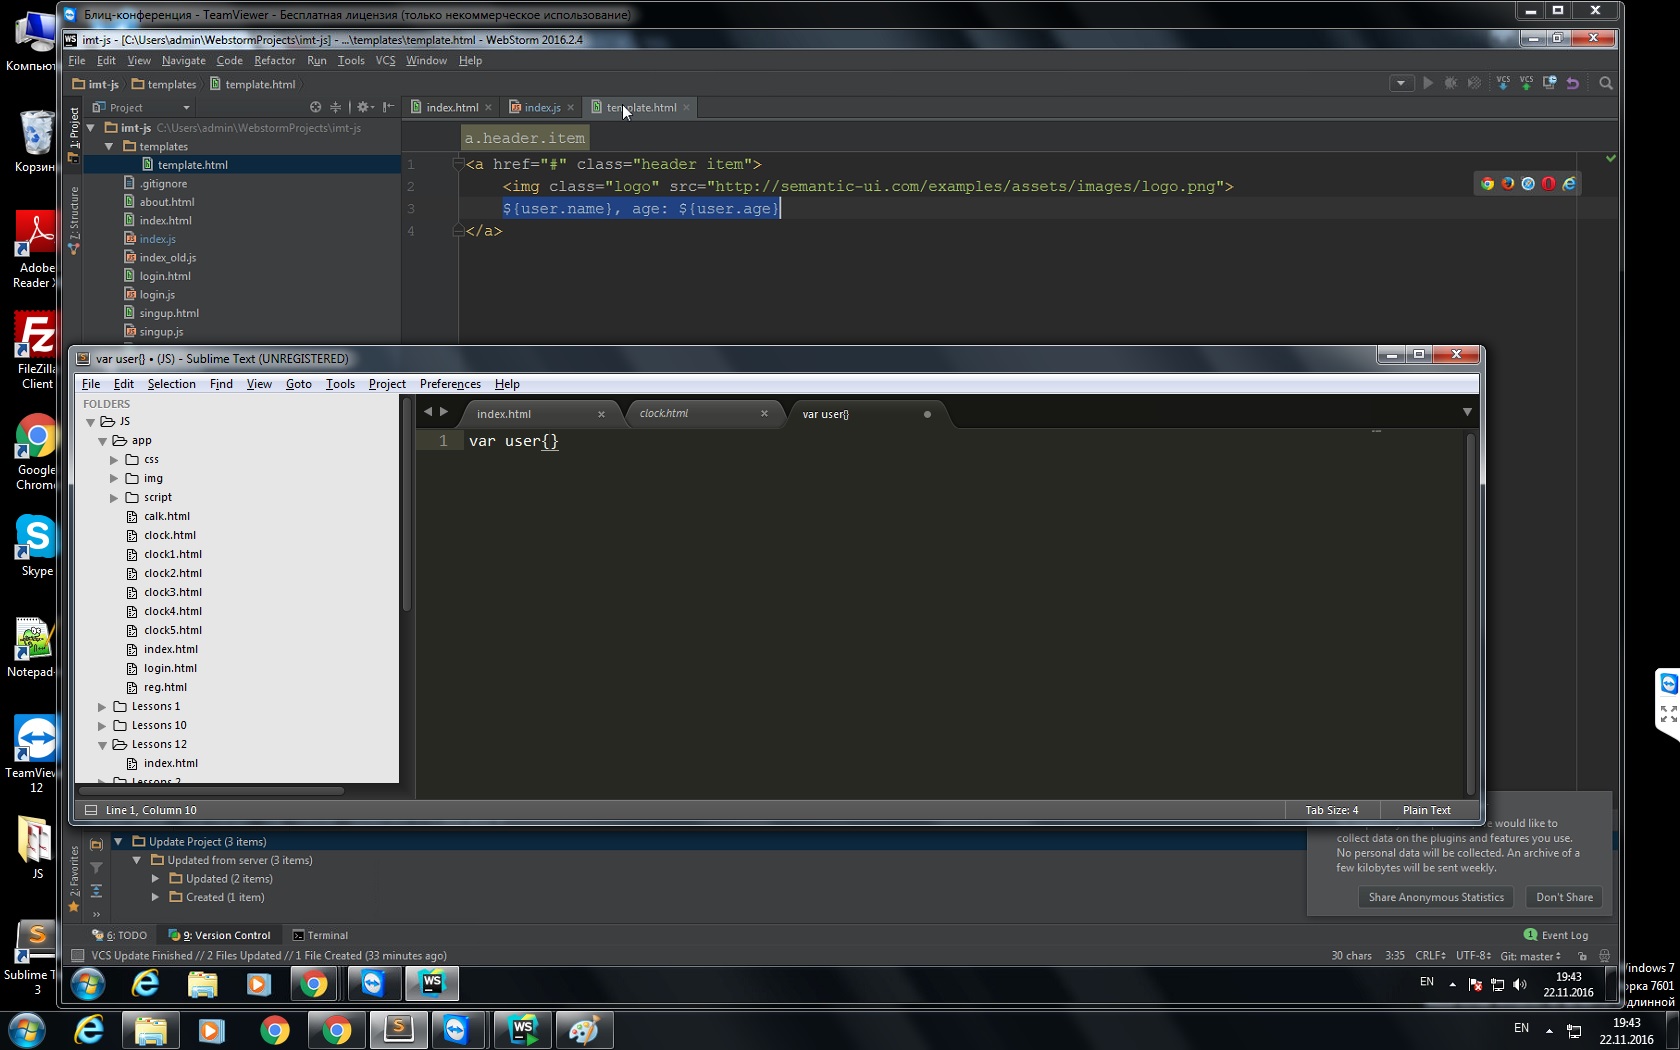 Блиц-конференция - TeamViewer - Бесплатная лицензия (только некоммерческое использование)
imt-js - [C:\Users\admin\WebstormProjects\imt-js] - ...\templates\template.html - WebStorm 2016.2.4
File Edit View Navigate Code Refactor Run Tools VCS Window Help
imt-js templates template.html
VCS VCS
Project
index.html
index.js
template.html
1: Project
7: Structure
imt-js C:\Users\admin\WebstormProjects\imt-js
templates
template.html
.gitignore
about.html
index.html
index.js
index_old.js
login.html
login.js
singup.html
singup.js
a.header.item
1 <a href="#" class="header item">
2 <img class="logo" src="http://semantic-ui.com/examples/assets/images/logo.png">
3 ${user.name}, age: ${user.age}
4 </a>
var user{} • (JS) - Sublime Text (UNREGISTERED)
File Edit Selection Find View Goto Tools Project Preferences Help
FOLDERS
JS
app
css
img
script
calk.html
clock.html
clock1.html
clock2.html
clock3.html
clock4.html
clock5.html
index.html
login.html
reg.html
Lessons 1
Lessons 10
Lessons 12
index.html
Lessons 2
index.html
clock.html
var user{}
1 var user{}
Line 1, Column 10
Tab Size: 4
Plain Text
2: Favorites
Update Project (3 items)
Updated from server (3 items)
Updated (2 items)
Created (1 item)
would like to
collect data on the plugins and features you use.
No personal data will be collected. An archive of a
few kilobytes will be sent weekly.
Share Anonymous Statistics
Don't Share
6: TODO
9: Version Control
Terminal
1 Event Log
VCS Update Finished // 2 Files Updated // 1 File Created (33 minutes ago)
30 chars 3:35 CRLF UTF-8 Git: master
EN
19:43
22.11.2016
EN
19:43
22.11.2016
indows 7
орка 7601
длинной
Компьют
Корзин
Adobe
Reader X
FileZilla
Client
Google
Chrome
Skype
Notepad
TeamView
12
JS
Sublime T
3